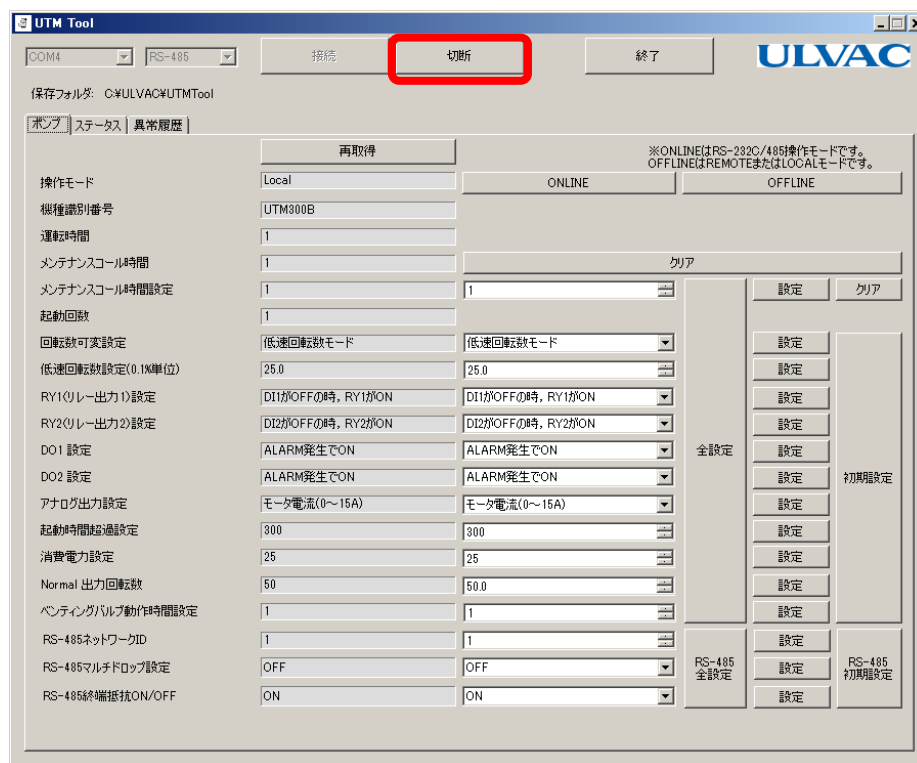 UTM Tool
COM4 RS-485 接続 切断 終了 ULVAC
保存フォルダ: C:¥ULVAC¥UTMTool
ポンプ ステータス 異常履歴
再取得 ※ONLINEはRS-232C/485操作モードです。
OFFLINEはREMOTEまたはLOCALモードです。
操作モード Local ONLINE OFFLINE
機種識別番号 UTM300B
運転時間 1
メンテナンスコール時間 1 クリア
メンテナンスコール時間設定 1 1 設定 クリア
起動回数 1
回転数可変設定 低速回転数モード 低速回転数モード 設定
低速回転数設定(0.1%単位) 25.0 25.0 設定
RY1(リレー出力1)設定 DI1がOFFの時, RY1がON DI1がOFFの時, RY1がON 設定
RY2(リレー出力2)設定 DI2がOFFの時, RY2がON DI2がOFFの時, RY2がON 設定
DO1 設定 ALARM発生でON ALARM発生でON 全設定 設定
DO2 設定 ALARM発生でON ALARM発生でON 設定 初期設定
アナログ出力設定 モータ電流(0～15A) モータ電流(0～15A) 設定
起動時間超過設定 300 300 設定
消費電力設定 25 25 設定
Normal 出力回転数 50 50.0 設定
ベンティングバルブ動作時間設定 1 1 設定
RS-485ネットワークID 1 1 設定
RS-485マルチドロップ設定 OFF OFF RS-485 全設定 設定 RS-485 初期設定
RS-485終端抵抗ON/OFF ON ON 設定